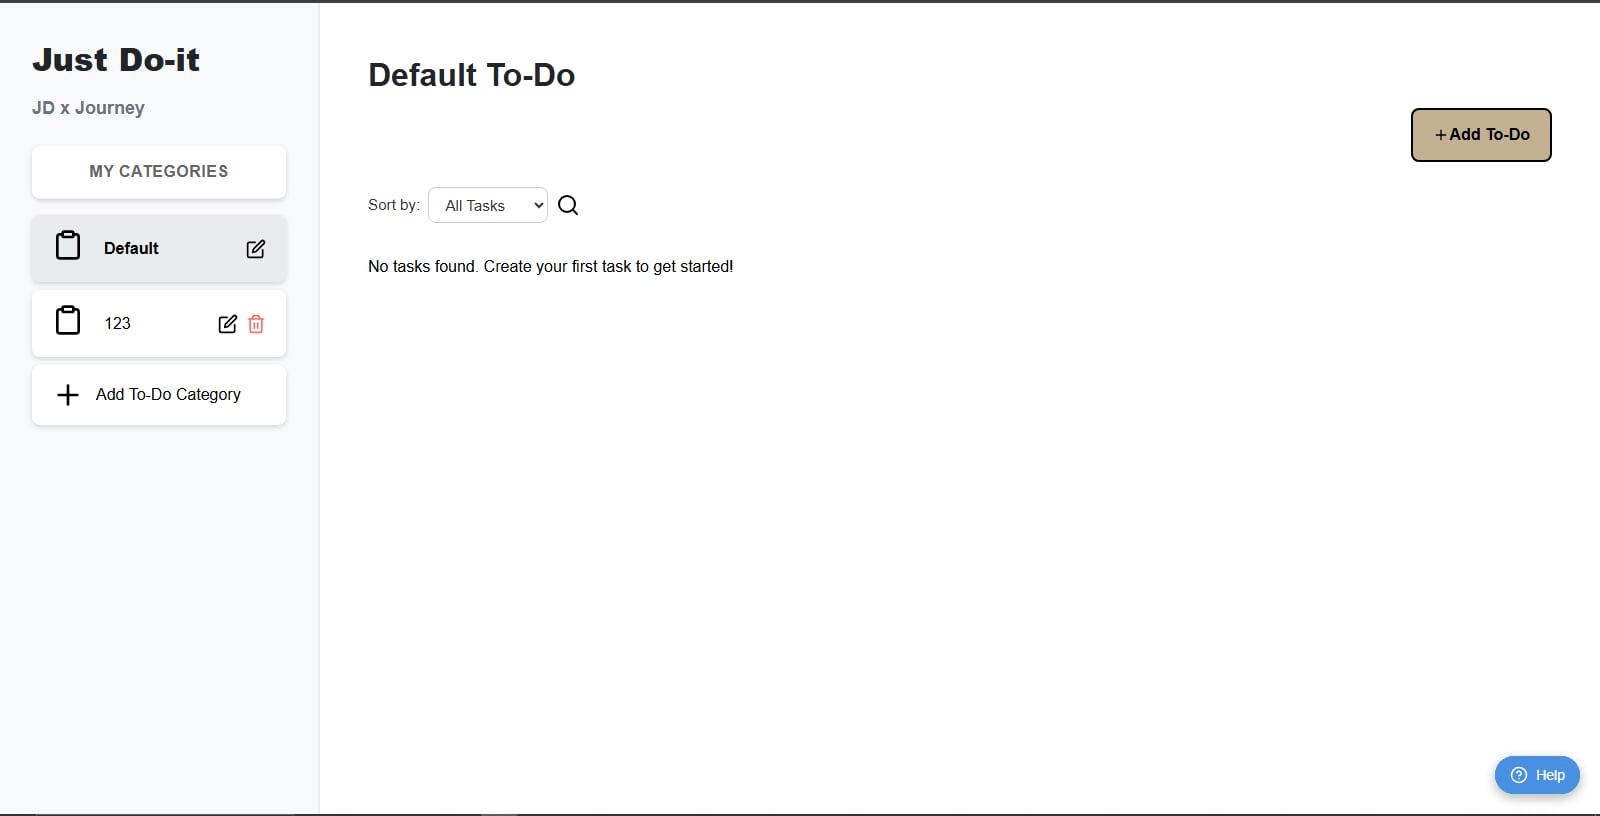 Just Do-it
JD x Journey
MY CATEGORIES
Default
123
Add To-Do Category
Default To-Do
+ Add To-Do
Sort by: All Tasks
No tasks found. Create your first task to get started!
Help